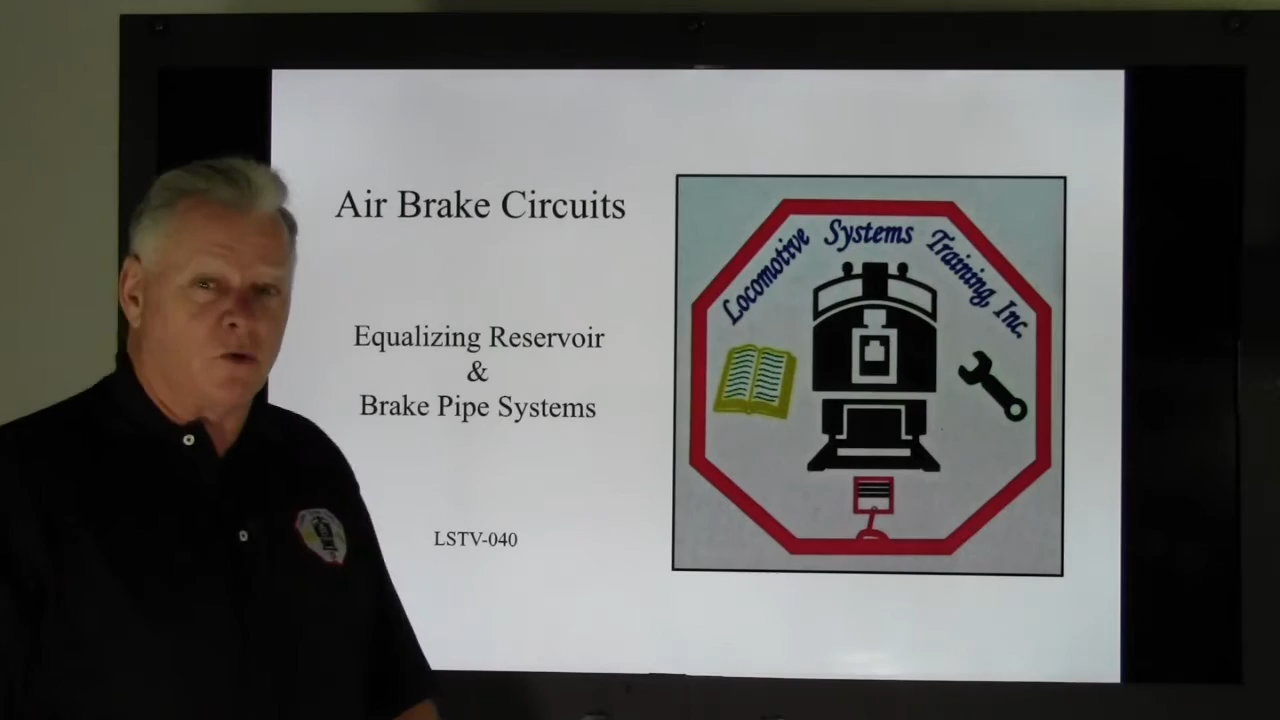 Air Brake Circuits
Equalizing Reservoir
&
Brake Pipe Systems
LSTV-040
Locomotive Systems Training, Inc.